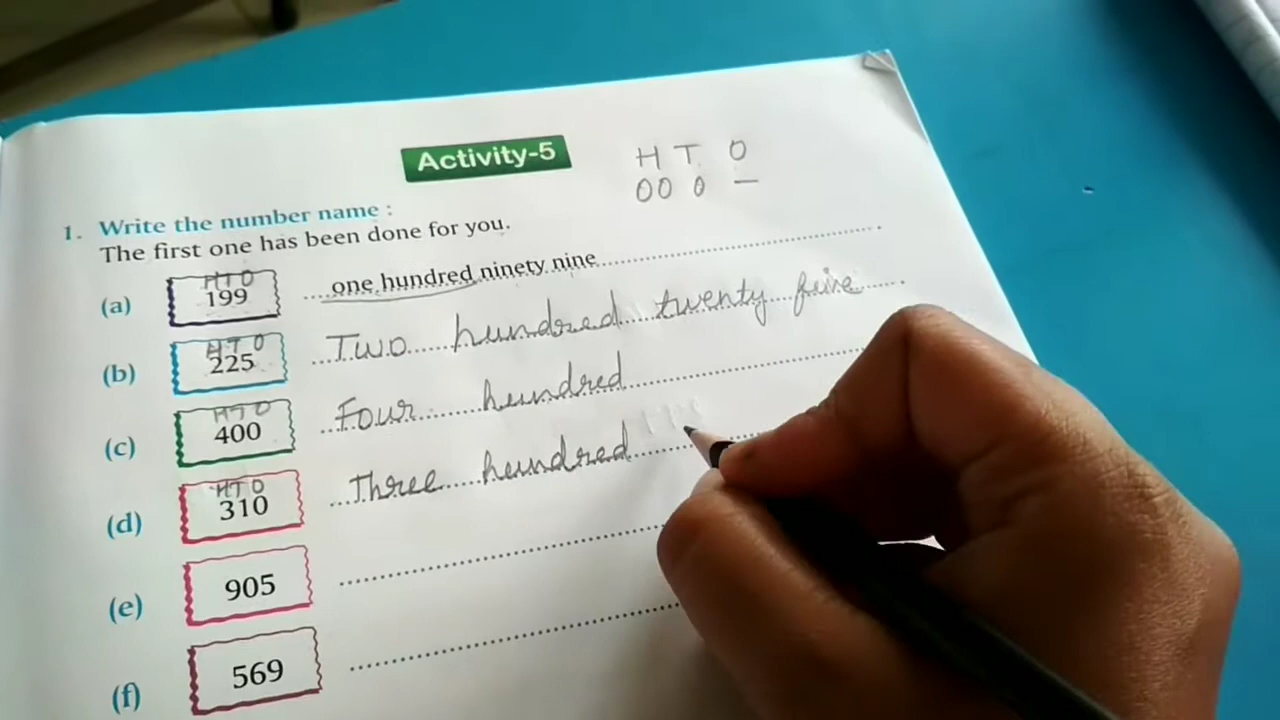 Activity-5
H T O
00 0 —
1. Write the number name :
The first one has been done for you.
HTO
(a) 199 one hundred ninety nine
HTO
(b) 225 Two hundred twenty five
HTO
(c) 400 Four hundred
HTO
(d) 310 Three hundred
(e) 905
(f) 569